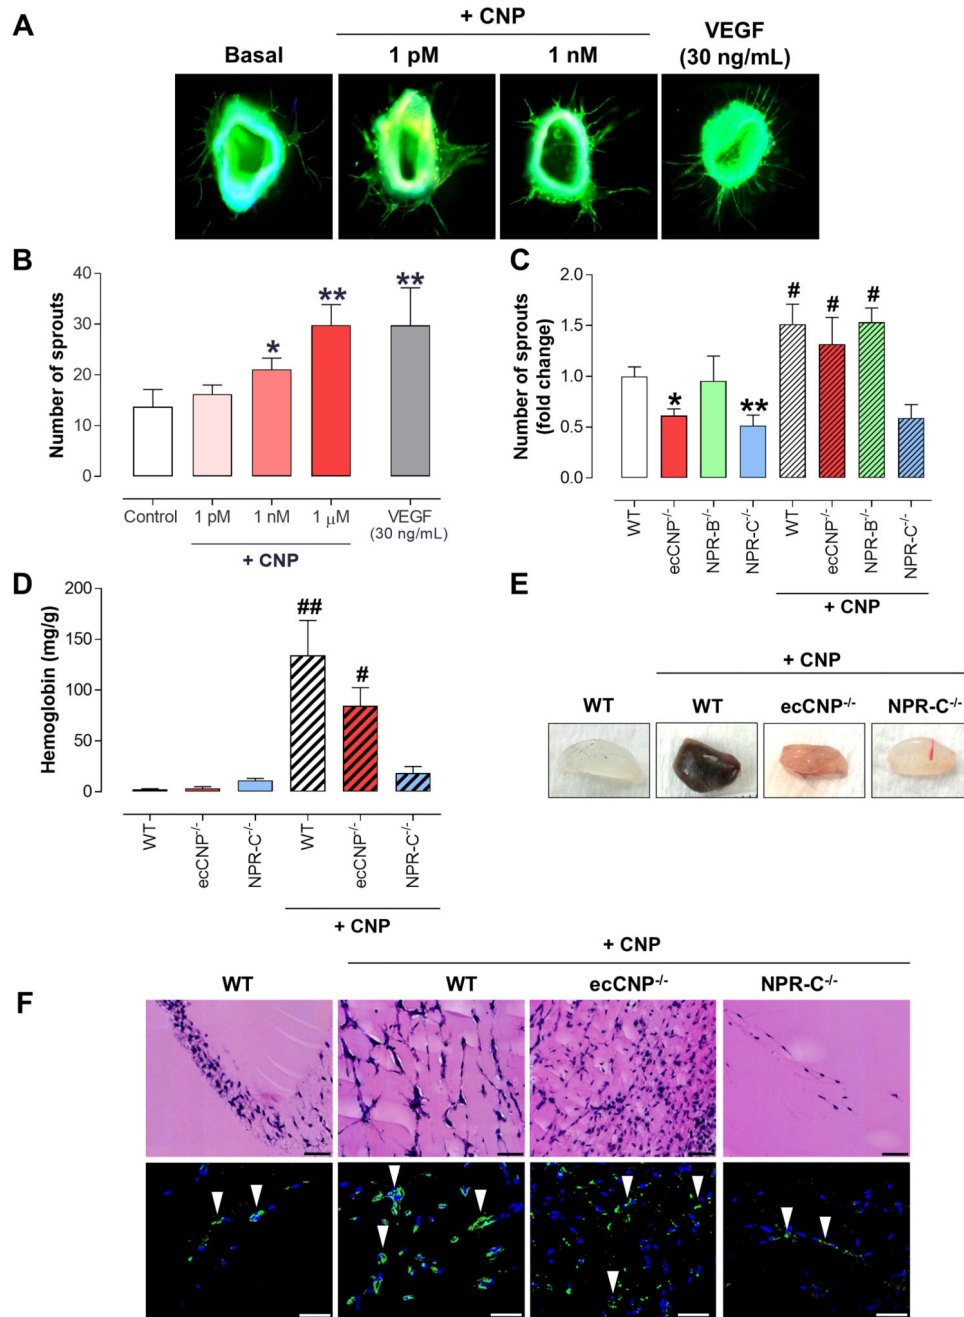 A
+ CNP
Basal
1 pM
1 nM
VEGF
(30 ng/mL)
B
Number of sprouts
40
30
20
10
0
*
**
**
Control
1 pM
1 nM
1 μM
VEGF
(30 ng/mL)
+ CNP
C
Number of sprouts
(fold change)
2.0
1.5
1.0
0.5
0.0
*
**
#
#
#
WT
ecCNP-/-
NPR-B-/-
NPR-C-/-
WT
ecCNP-/-
NPR-B-/-
NPR-C-/-
+ CNP
D
Hemoglobin (mg/g)
200
150
100
50
0
##
#
WT
ecCNP-/-
NPR-C-/-
WT
ecCNP-/-
NPR-C-/-
+ CNP
E
+ CNP
WT
WT
ecCNP-/-
NPR-C-/-
F
+ CNP
WT
WT
ecCNP-/-
NPR-C-/-